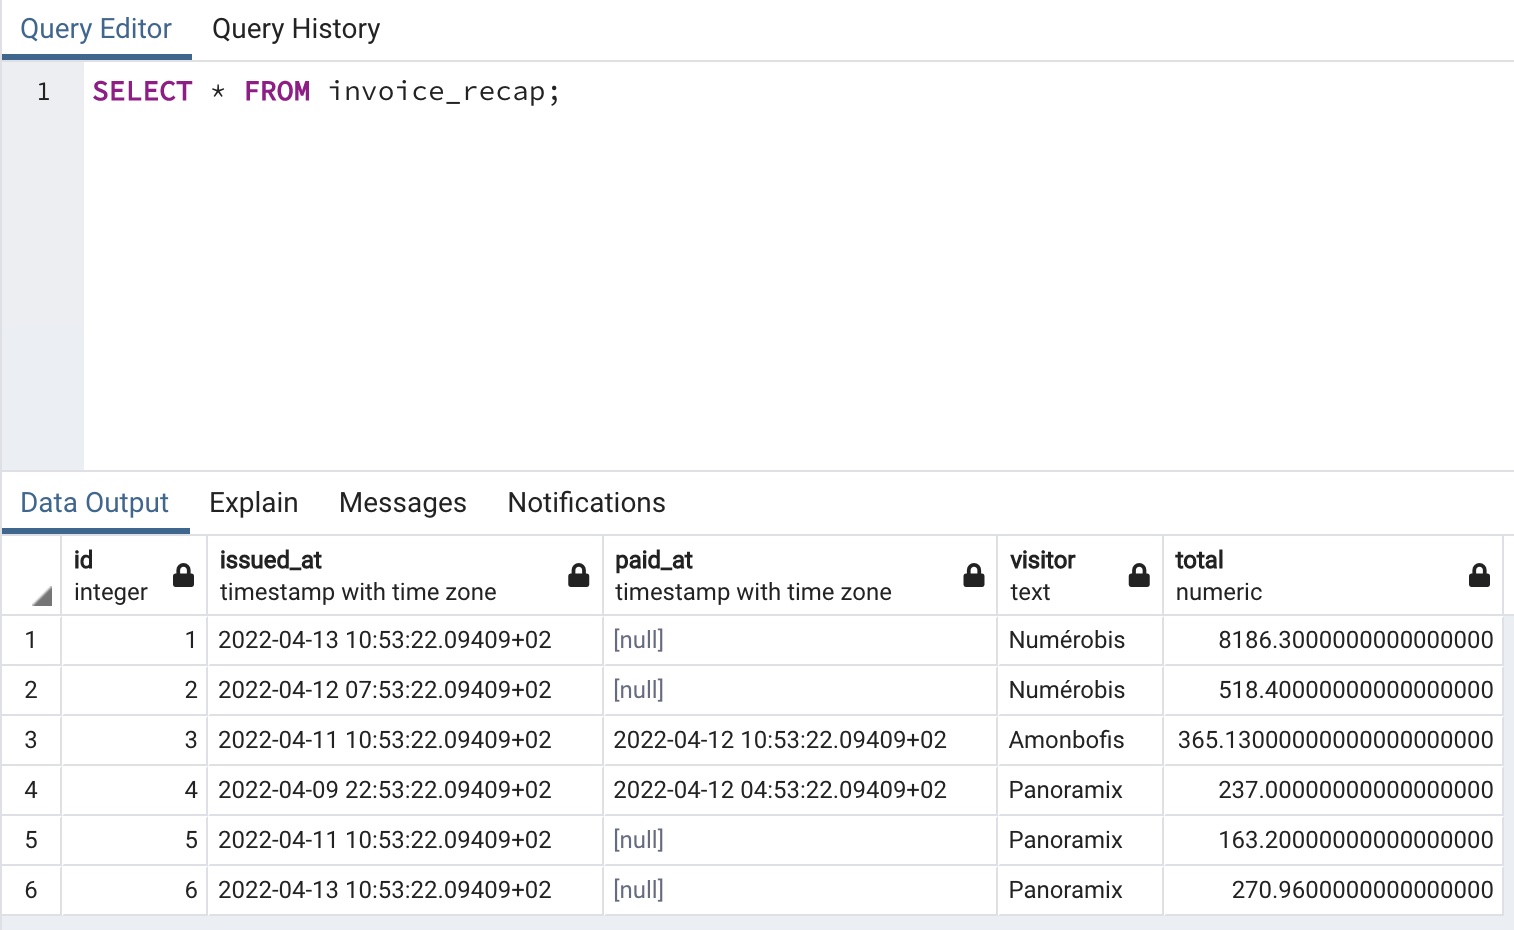 Query Editor Query History
1 SELECT * FROM invoice_recap;
Data Output Explain Messages Notifications
id issued_at paid_at visitor total
integer timestamp with time zone timestamp with time zone text numeric
1 1 2022-04-13 10:53:22.09409+02 [null] Numérobis 8186.3000000000000000
2 2 2022-04-12 07:53:22.09409+02 [null] Numérobis 518.40000000000000000
3 3 2022-04-11 10:53:22.09409+02 2022-04-12 10:53:22.09409+02 Amonbofis 365.13000000000000000000
4 4 2022-04-09 22:53:22.09409+02 2022-04-12 04:53:22.09409+02 Panoramix 237.00000000000000000
5 5 2022-04-11 10:53:22.09409+02 [null] Panoramix 163.20000000000000000
6 6 2022-04-13 10:53:22.09409+02 [null] Panoramix 270.9600000000000000